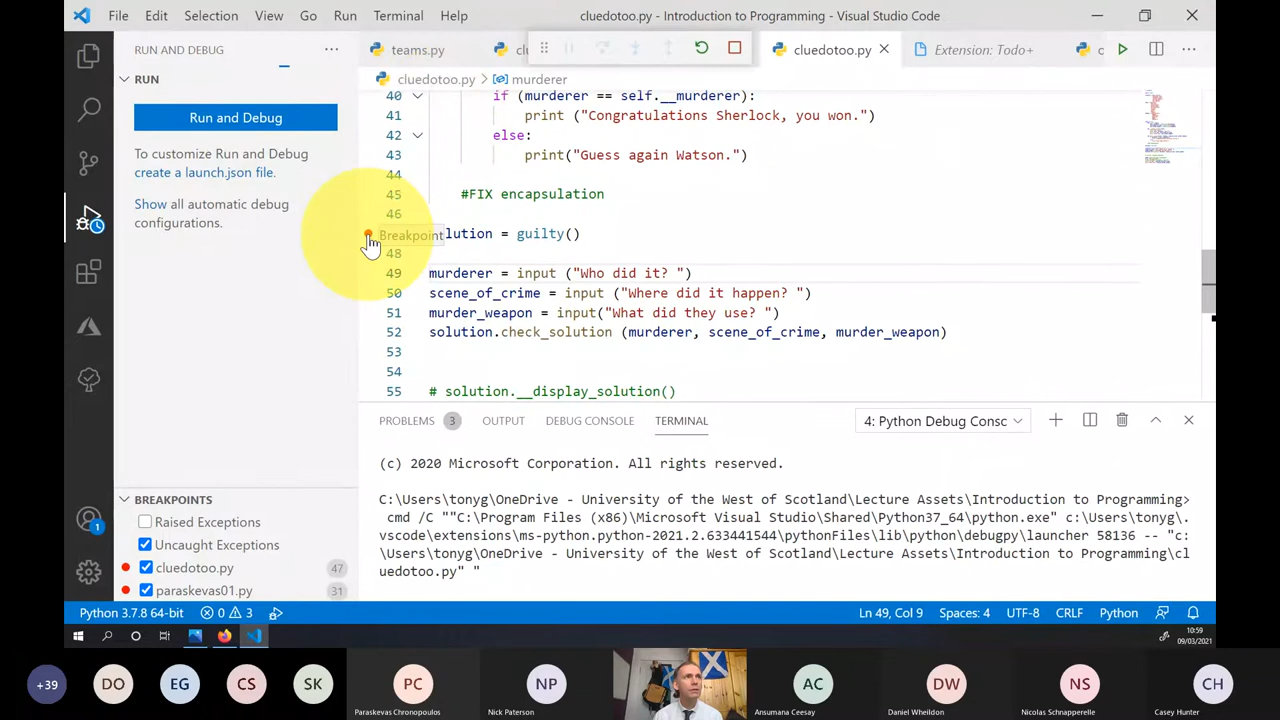 File Edit Selection View Go Run Terminal Help
cluedotoo.py - Introduction to Programming - Visual Studio Code
RUN AND DEBUG
RUN
Run and Debug
To customize Run and Debug
create a launch.json file.
Show all automatic debug
configurations.
BREAKPOINTS
Raised Exceptions
Uncaught Exceptions
cluedotoo.py 47
paraskevas01.py 31
teams.py
cluedotoo.py
Extension: Todo+
cluedotoo.py > murderer
40 if (murderer == self.__murderer):
41 print ("Congratulations Sherlock, you won.")
42 else:
43 print("Guess again Watson.")
44
45 #FIX encapsulation
46
lution = guilty()
Breakpoint
48
49 murderer = input ("Who did it? ")
50 scene_of_crime = input ("Where did it happen? ")
51 murder_weapon = input("What did they use? ")
52 solution.check_solution (murderer, scene_of_crime, murder_weapon)
53
54
55 # solution.__display_solution()
PROBLEMS 3 OUTPUT DEBUG CONSOLE TERMINAL
4: Python Debug Consc
(c) 2020 Microsoft Corporation. All rights reserved.
C:\Users\tonyg\OneDrive - University of the West of Scotland\Lecture Assets\Introduction to Programming>
cmd /C ""C:\Program Files (x86)\Microsoft Visual Studio\Shared\Python37_64\python.exe" c:\Users\tonyg\.
vscode\extensions\ms-python.python-2021.2.633441544\pythonFiles\lib\python\debugpy\launcher 58136 -- "c:
\Users\tonyg\OneDrive - University of the West of Scotland\Lecture Assets\Introduction to Programming\cl
uedotoo.py" "
1
Python 3.7.8 64-bit 0 3
Ln 49, Col 9 Spaces: 4 UTF-8 CRLF Python
10:59
09/03/2021
+39 DO EG CS SK PC NP AC DW NS CH
Paraskevas Chronopoulos Nick Paterson Ansumana Ceesay Daniel Wheildon Nicolas Schnapperelle Casey Hunter